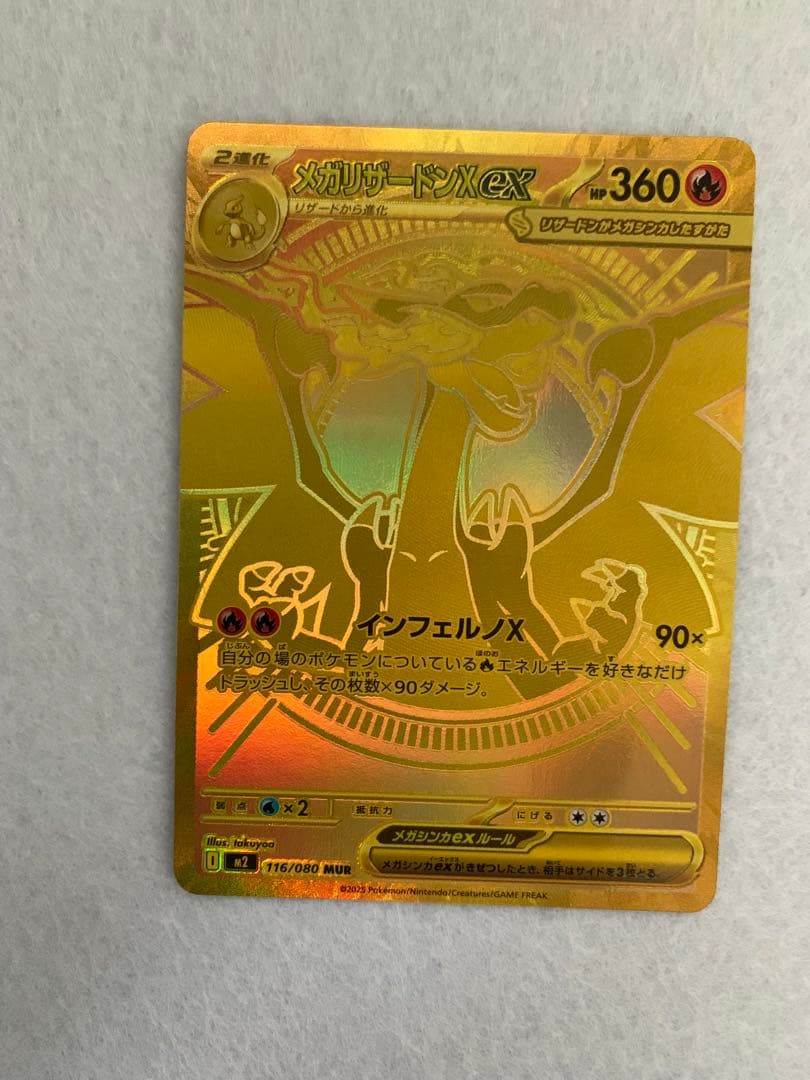 2進化
メガリザードンXex
HP360
リザードから進化
リザードンがメガシンカしたすがた
インフェルノX 90×
自分の場のポケモンについているエネルギーを好きなだけ
トラッシュし、その枚数×90ダメージ。
弱点 ×2 抵抗力 にげる
メガシンカexルール
メガシンカexがきぜつしたとき、相手はサイドを3枚とる。
Illus. takuyoa
I m2 116/080 MUR
©2025 Pokémon/Nintendo/Creatures/GAME FREAK